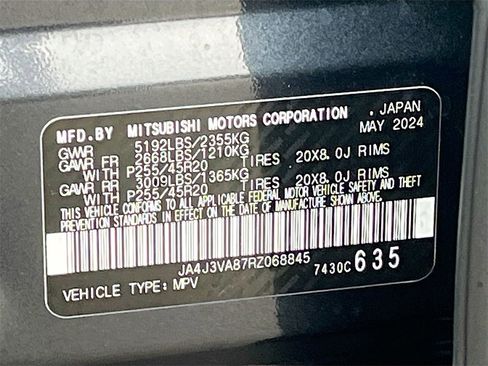 MFD.BY MITSUBISHI MOTORS CORPORATION . JAPAN
GVWR 5192LBS/2355KG MAY 2024
GAWR FR 2668LBS/1210KG
WITH P255/45R20 TIRES 20X8.0J RIMS
GAWR RR 3009LBS/1365KG
WITH P255/45R20 TIRES 20X8.0J RIMS
THIS VEHICLE CONFORMS TO ALL APPLICABLE FEDERAL MOTOR VEHICLE SAFETY AND THEFT
PREVENTION STANDARDS IN EFFECT ON THE DATE OF MANUFACTURE SHOWN ABOVE.
JA4J3VA87RZ068845 7430C 635
VEHICLE TYPE: MPV